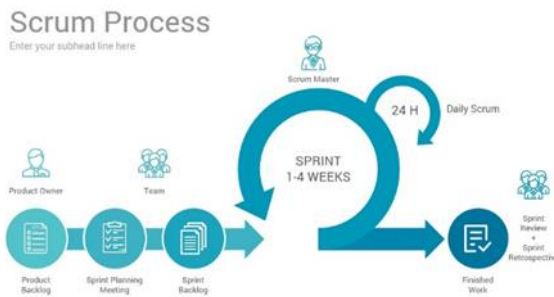 Scrum Process
Enter your subhead line here
Scrum Master
24 H
Daily Scrum
SPRINT
1-4 WEEKS
Product Owner
Team
Product
Backlog
Sprint Planning
Meeting
Sprint
Backlog
Finished
Work
Sprint
Review
+
Sprint
Retrospective